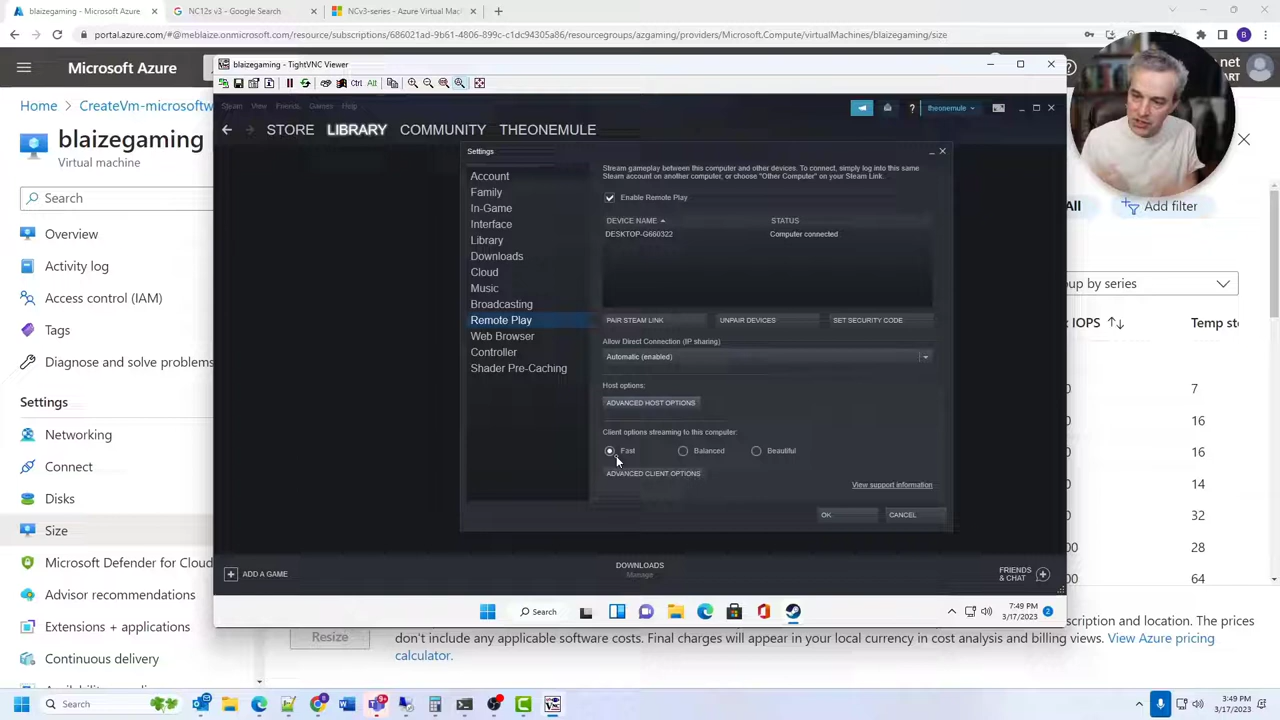 blaizegaming - Microsoft Azure
NC12s v3 - Google Search
NCv3-series - Azure Virtual Mac
portal.azure.com/#@meblaize.onmicrosoft.com/resource/subscriptions/686021ad-9b61-4806-899c-c1dc94305a86/resourcegroups/azgaming/providers/Microsoft.Compute/virtualMachines/blaizegaming/size
Microsoft Azure
Home > CreateVm-microsoftw
blaizegaming
Virtual machine
Search
Overview
Activity log
Access control (IAM)
Tags
Diagnose and solve problems
Settings
Networking
Connect
Disks
Size
Microsoft Defender for Cloud
Advisor recommendations
Extensions + applications
Continuous delivery
blaizegaming - TightVNC Viewer
Ctrl Alt
Steam View Friends Games Help
theonemule
STORE LIBRARY COMMUNITY THEONEMULE
Settings
Account
Family
In-Game
Interface
Library
Downloads
Cloud
Music
Broadcasting
Remote Play
Web Browser
Controller
Shader Pre-Caching
Stream gameplay between this computer and other devices. To connect, simply log into this same
Steam account on another computer, or choose "Other Computer" on your Steam Link.
Enable Remote Play
DEVICE NAME STATUS
DESKTOP-G660322 Computer connected
PAIR STEAM LINK UNPAIR DEVICES SET SECURITY CODE
Allow Direct Connection (IP sharing)
Automatic (enabled)
Host options:
ADVANCED HOST OPTIONS
Client options streaming to this computer:
Fast Balanced Beautiful
ADVANCED CLIENT OPTIONS
View support information
OK CANCEL
ADD A GAME
DOWNLOADS
Manage
FRIENDS
& CHAT
Search
7:49 PM
3/17/2023
2
net
All
Add filter
up by series
IOPS Temp st
7
16
16
14
32
28
64
Resize
scription and location. The prices
don't include any applicable software costs. Final charges will appear in your local currency in cost analysis and billing views. View Azure pricing
calculator.
Search
3:49 PM
3/17/2023